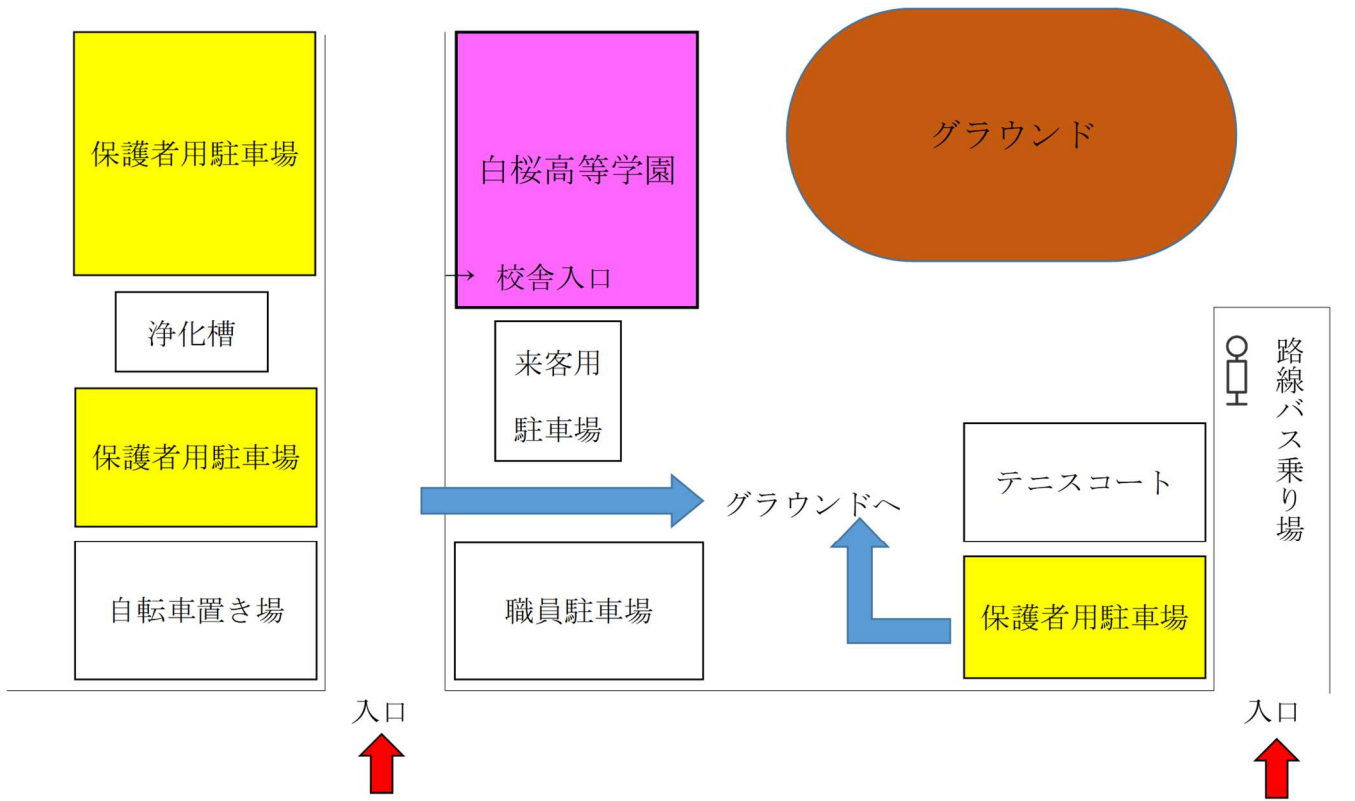 保護者用駐車場
白桜高等学園
グラウンド
→ 校舎入口
浄化槽
来客用
駐車場
路線バス乗り場
保護者用駐車場
テニスコート
グラウンドへ
自転車置き場
職員駐車場
保護者用駐車場
入口
入口